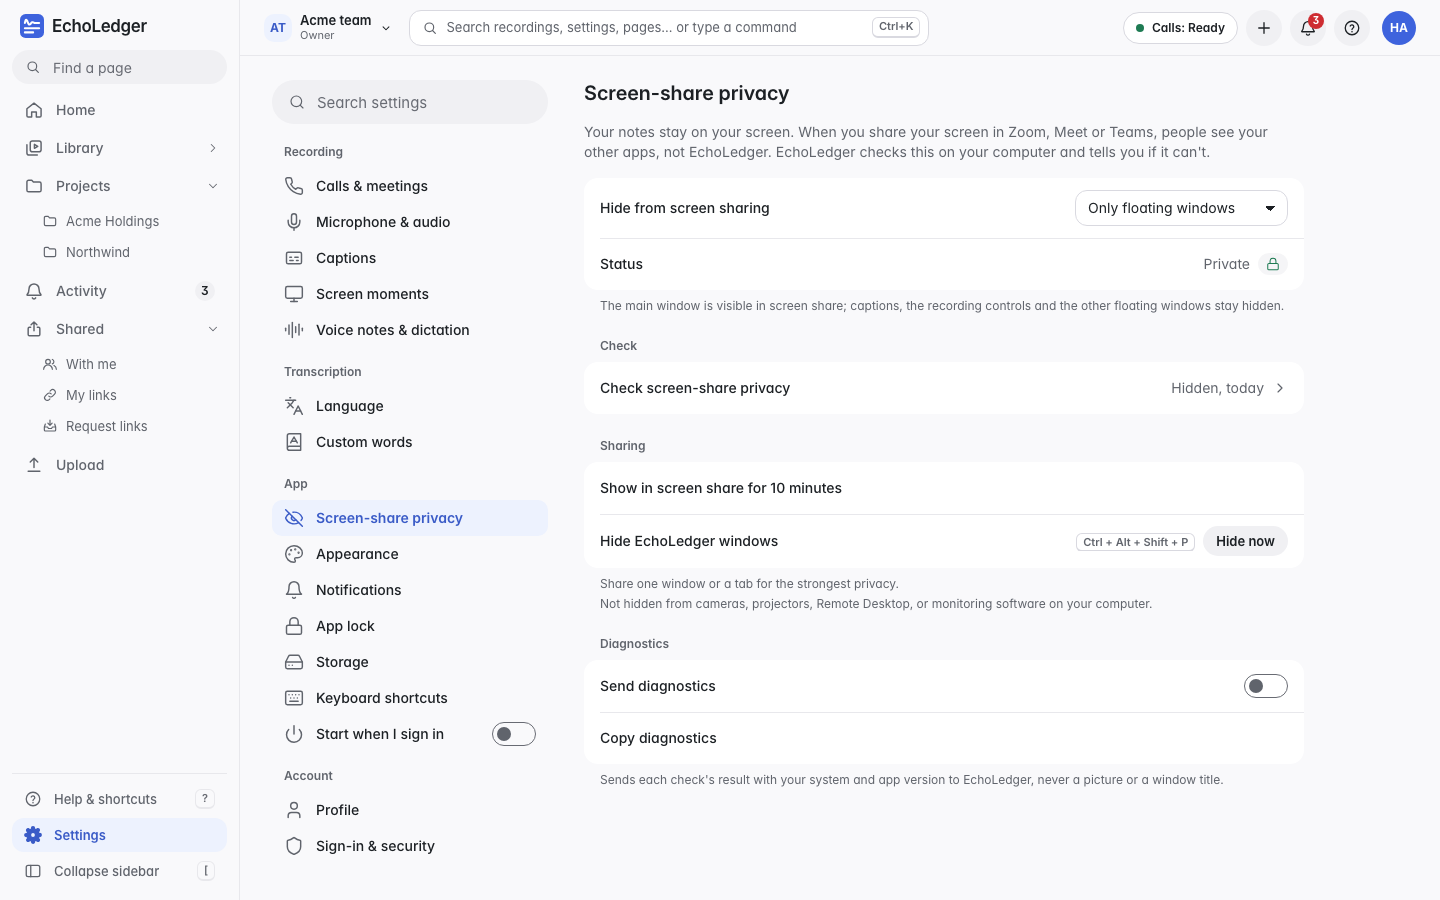 EchoLedger
Find a page
Home
Library
Projects
Acme Holdings
Northwind
Activity 3
Shared
With me
My links
Request links
Upload
Help & shortcuts ?
Settings
Collapse sidebar [
AT Acme team
Owner
Search recordings, settings, pages... or type a command Ctrl+K
Calls: Ready
3
HA
Search settings
Recording
Calls & meetings
Microphone & audio
Captions
Screen moments
Voice notes & dictation
Transcription
Language
Custom words
App
Screen-share privacy
Appearance
Notifications
App lock
Storage
Keyboard shortcuts
Start when I sign in
Account
Profile
Sign-in & security
Screen-share privacy
Your notes stay on your screen. When you share your screen in Zoom, Meet or Teams, people see your
other apps, not EchoLedger. EchoLedger checks this on your computer and tells you if it can't.
Hide from screen sharing Only floating windows
Status Private
The main window is visible in screen share; captions, the recording controls and the other floating windows stay hidden.
Check
Check screen-share privacy Hidden, today
Sharing
Show in screen share for 10 minutes
Hide EchoLedger windows Ctrl + Alt + Shift + P Hide now
Share one window or a tab for the strongest privacy.
Not hidden from cameras, projectors, Remote Desktop, or monitoring software on your computer.
Diagnostics
Send diagnostics
Copy diagnostics
Sends each check's result with your system and app version to EchoLedger, never a picture or a window title.